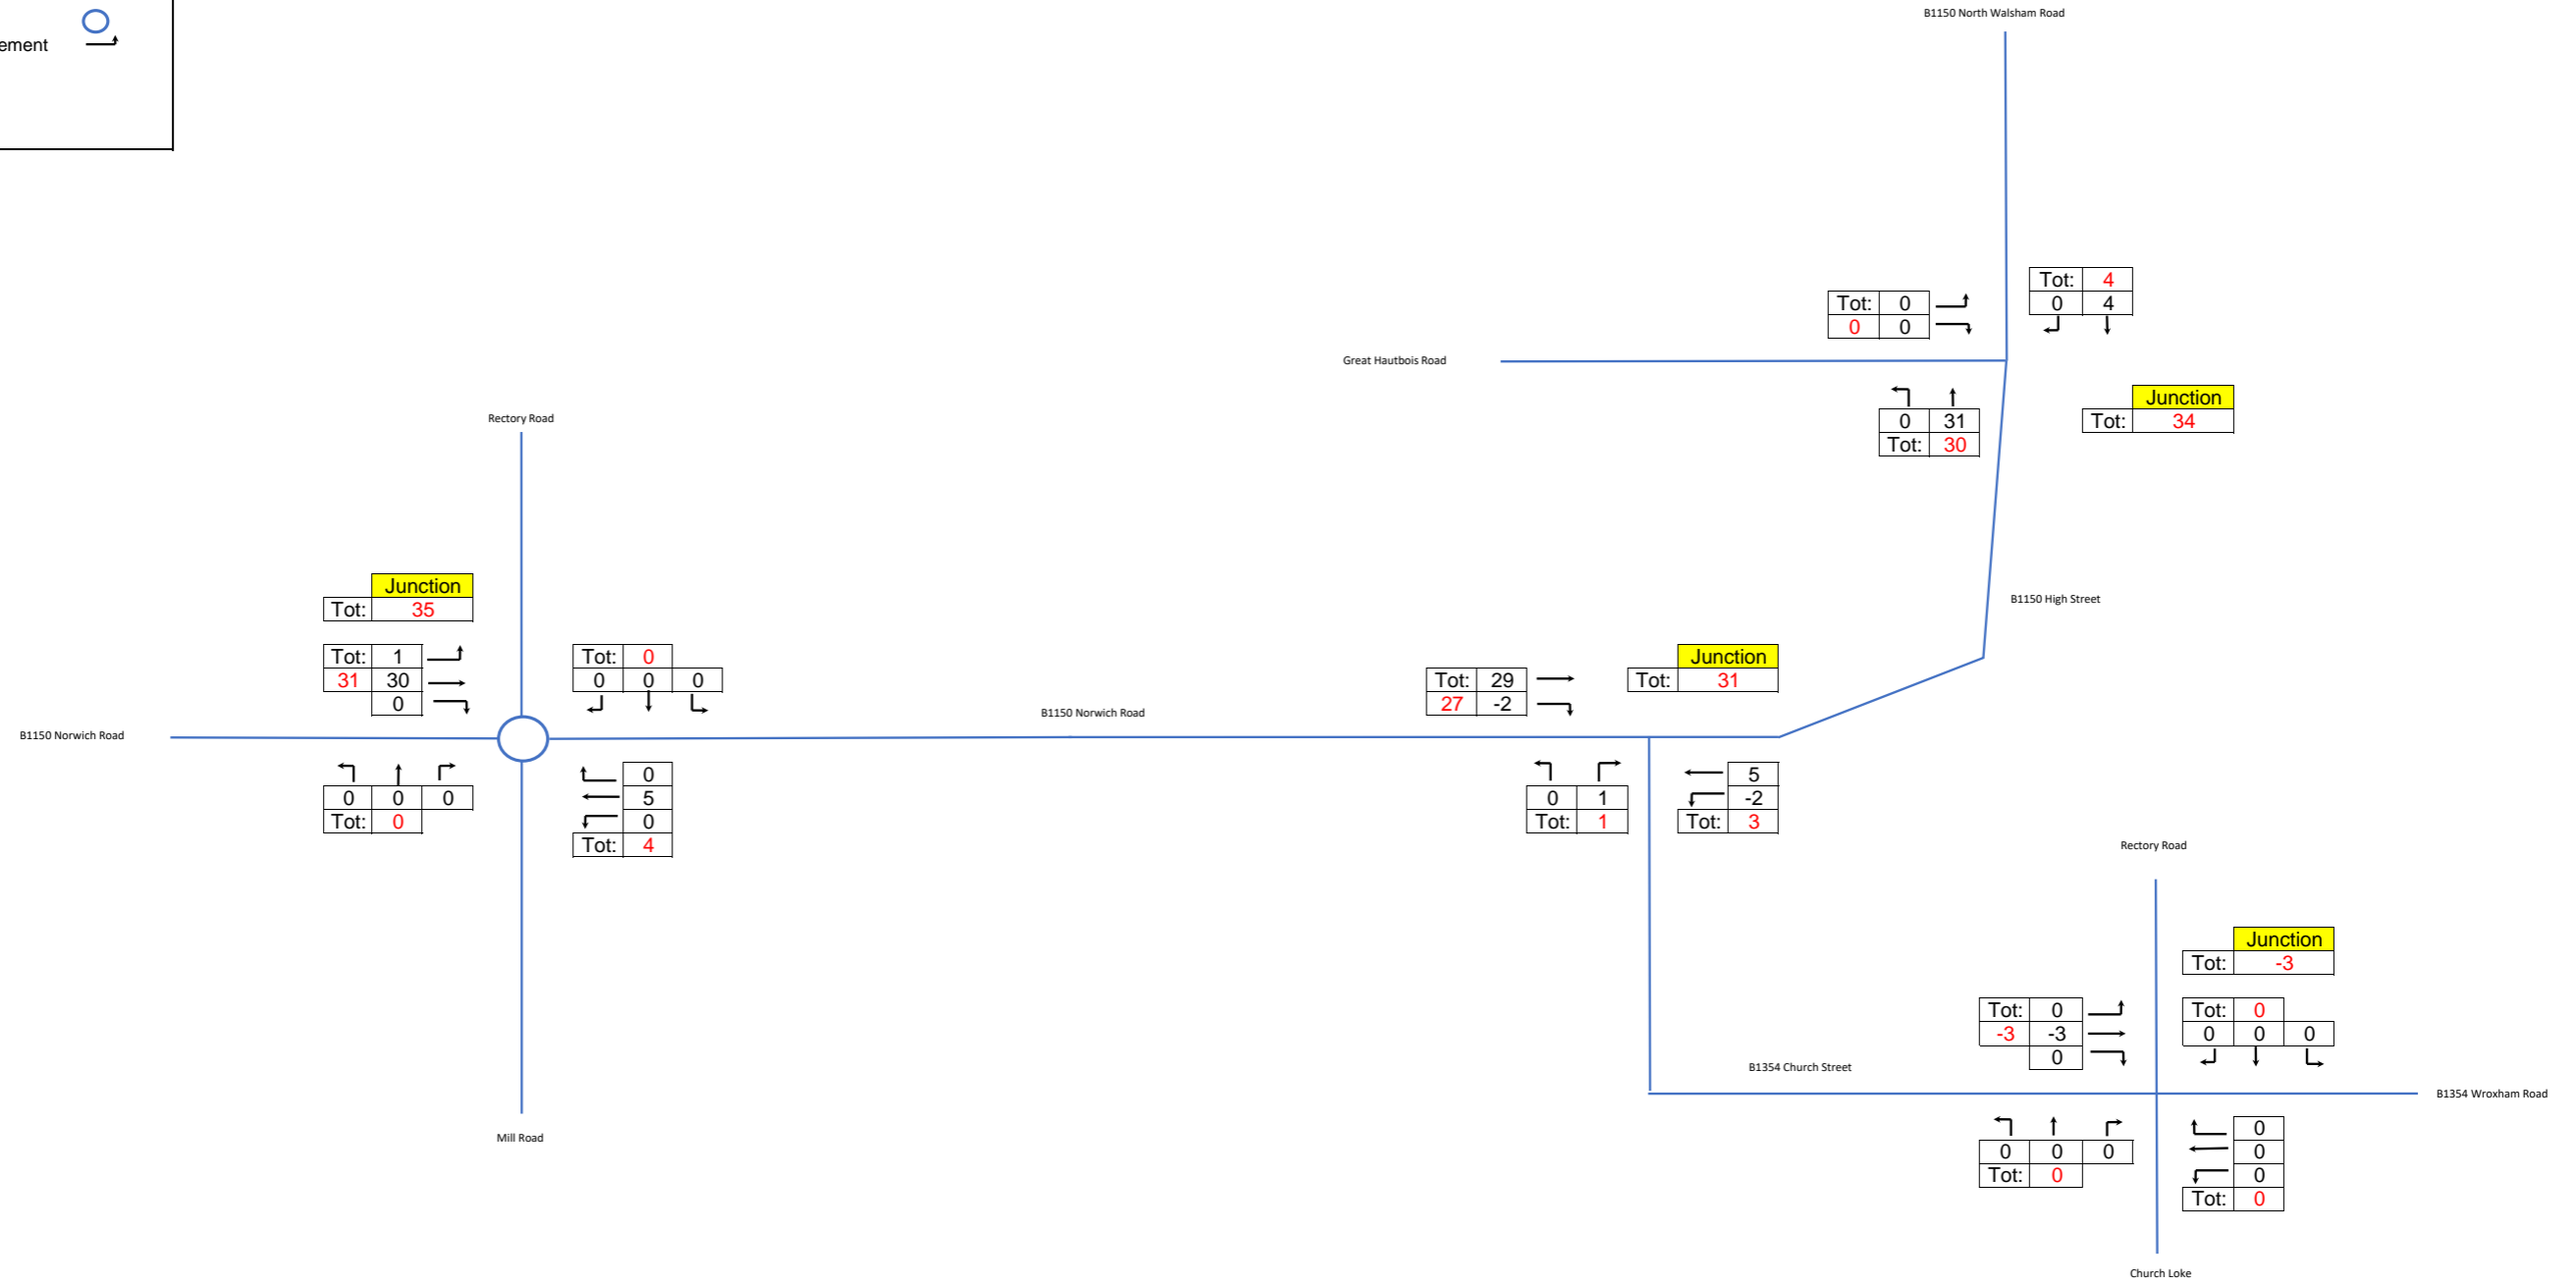 ement
B1150 North Walsham Road
Tot: 4
0 4
Tot: 0
0 0
Great Hautbois Road
Junction
Tot: 34
0 31
Tot: 30
Rectory Road
Junction
Tot: 35
B1150 High Street
Tot: 1
31 30
0
Tot: 0
0 0 0
Junction
Tot: 31
Tot: 29
27 -2
B1150 Norwich Road
B1150 Norwich Road
0 0 0
Tot: 0
0
5
0
Tot: 4
0 1
Tot: 1
5
-2
Tot: 3
Rectory Road
Junction
Tot: -3
Tot: 0
-3 -3
0
Tot: 0
0 0 0
B1354 Church Street
B1354 Wroxham Road
Mill Road
0 0 0
Tot: 0
0
0
0
Tot: 0
Church Loke